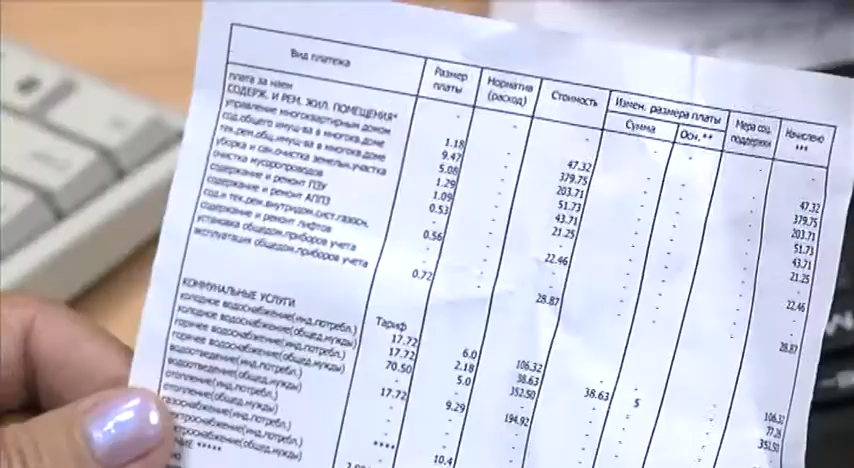 Вид платежа Размер платы Норматив (расход) Стоимость Измен. размера платы Сумма Осн.** Мера соц. поддержки Начислено ***
плата за наем - - - - - - -
СОДЕРЖ. И РЕМ. ЖИЛ. ПОМЕЩЕНИЯ*
управление многоквартирным домом 1.18 - 47.32 - - - 47.32
сод.общего имущ-ва в многокв.доме 9.47 - 379.75 - - - 379.75
тек.рем.общ.имущ-ва в многокв.доме 5.08 - 203.71 - - - 203.71
уборка и сан.очистка земельн.участка 1.29 - 51.73 - - - 51.73
очистка мусоропроводов 1.09 - 43.71 - - - 43.71
содержание и ремонт ПЗУ 0.53 - 21.25 - - - 21.25
содержание и ремонт АППЗ - - - - - - -
сод.и тек.рем.внутридом.сист.газосн. 0.56 - 22.46 - - - 22.46
содержание и ремонт лифтов - - - - - - -
установка общедом.приборов учета - - - - - - -
эксплуатация общедом.приборов учета 0.72 - 28.87 - - - 28.87
КОММУНАЛЬНЫЕ УСЛУГИ Тариф
холодное водоснабжение(инд.потребл.) 17.72 6.0 106.32 - - - 106.32
холодное водоснабжение(общед.нужды) 17.72 2.18 38.63 38.63 5 77.26
горячее водоснабжение(инд.потребл.) 70.50 5.0 352.50 - 352.50
горячее водоснабжение(общед.нужды) -
водоотведение(инд.потребл.) 17.72 9.29 194.92
водоотведение(общед.нужды) -
отопление(инд.потребл.) -
отопление(общед.нужды) -
газоснабжение(инд.потребл.) ****
10.4
*****